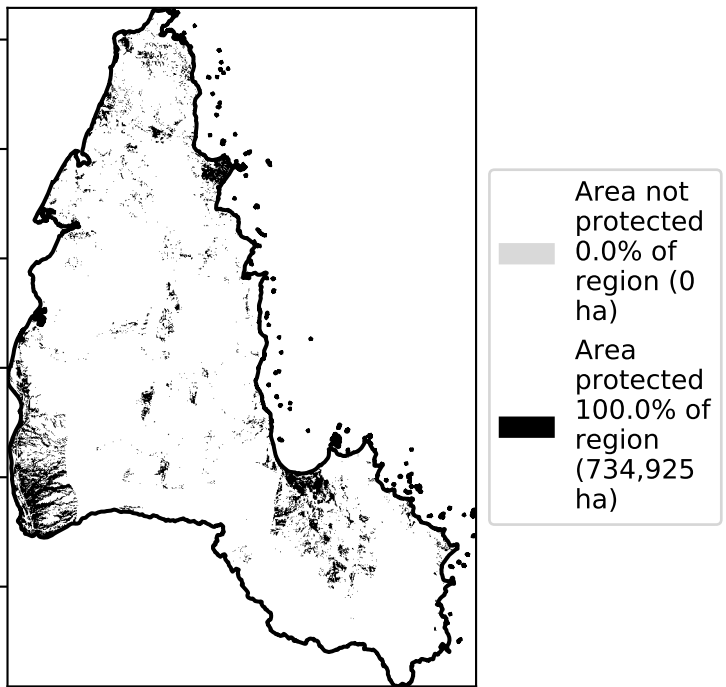 Area not
protected
0.0% of
region (0
ha)
Area
protected
100.0% of
region
(734,925
ha)